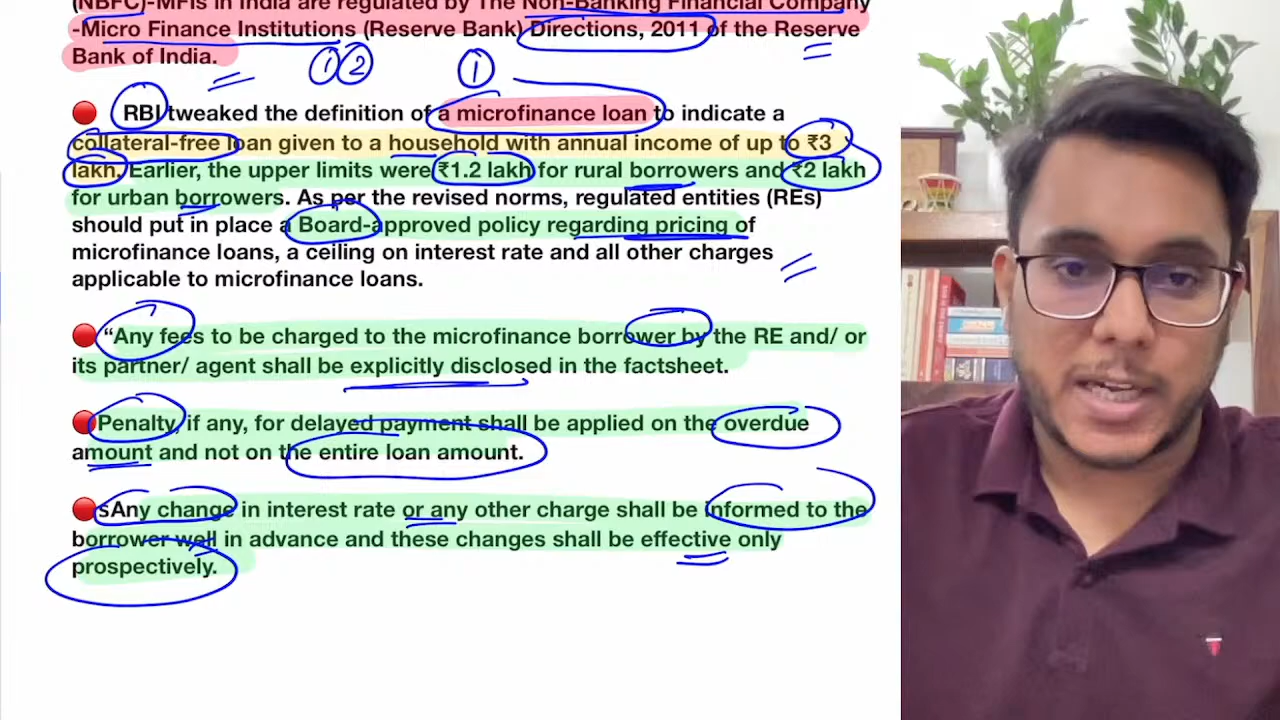 (NBFC)-MFIs in India are regulated by The Non-Banking Financial Company
-Micro Finance Institutions (Reserve Bank) Directions, 2011 of the Reserve
Bank of India.
① ② ①
RBI tweaked the definition of a microfinance loan to indicate a
collateral-free loan given to a household with annual income of up to ₹3
lakh. Earlier, the upper limits were ₹1.2 lakh for rural borrowers and ₹2 lakh
for urban borrowers. As per the revised norms, regulated entities (REs)
should put in place a Board-approved policy regarding pricing of
microfinance loans, a ceiling on interest rate and all other charges
applicable to microfinance loans.
“Any fees to be charged to the microfinance borrower by the RE and/ or
its partner/ agent shall be explicitly disclosed in the factsheet.
Penalty, if any, for delayed payment shall be applied on the overdue
amount and not on the entire loan amount.
sAny change in interest rate or any other charge shall be informed to the
borrower well in advance and these changes shall be effective only
prospectively.